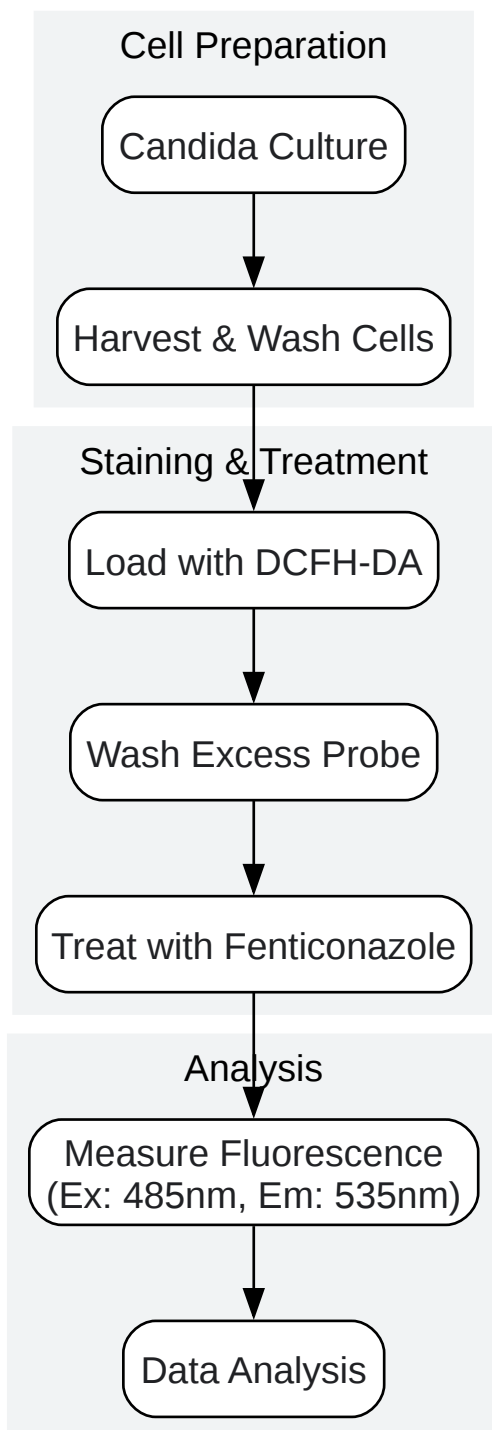 Cell Preparation
Candida Culture
Harvest & Wash Cells
Staining & Treatment
Load with DCFH-DA
Wash Excess Probe
Treat with Fenticonazole
Analysis
Measure Fluorescence
(Ex: 485nm, Em: 535nm)
Data Analysis